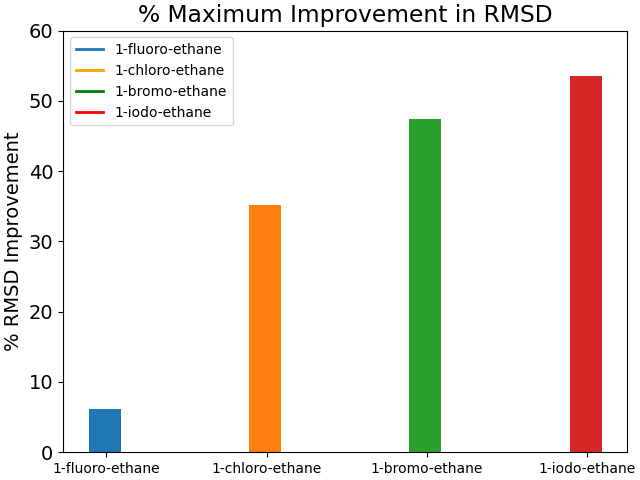 % Maximum Improvement in RMSD
60
50
40
30
20
10
0
% RMSD Improvement
1-fluoro-ethane
1-chloro-ethane
1-bromo-ethane
1-iodo-ethane
1-fluoro-ethane 1-chloro-ethane 1-bromo-ethane 1-iodo-ethane